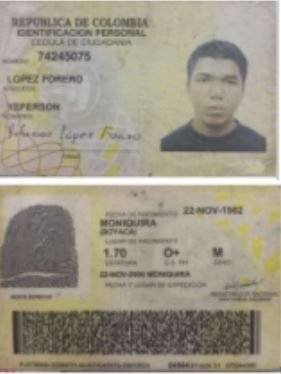 REPUBLICA DE COLOMBIA
IDENTIFICACION PERSONAL
CEDULA DE CIUDADANIA
NUMERO 74245075
LOPEZ FORERO
APELLIDOS
YEFERSON
NOMBRES
Yeferson López Forero
FECHA DE NACIMIENTO 22-NOV-1982
MONIQUIRA
(BOYACA)
LUGAR DE NACIMIENTO
1.70 O+ M
ESTATURA G.S. RH SEXO
22-NOV-2000 MONIQUIRA
FECHA Y LUGAR DE EXPEDICION
INDICE DERECHO
REGISTRADOR NACIONAL